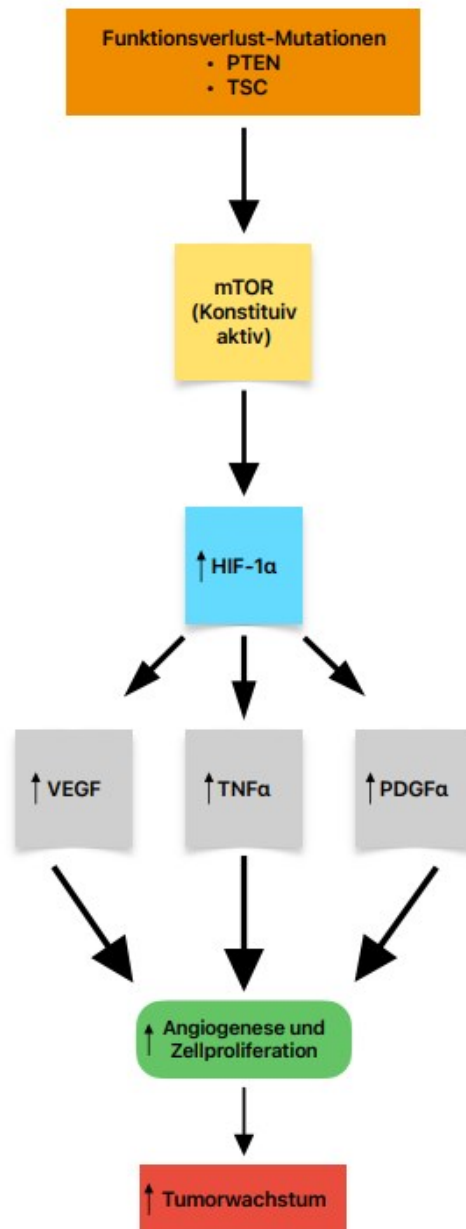 Funktionsverlust-Mutationen
• PTEN
• TSC
mTOR
(Konstituiv
aktiv)
↑ HIF-1α
↑ VEGF
↑ TNFα
↑ PDGFα
↑ Angiogenese und
Zellproliferation
↑ Tumorwachstum